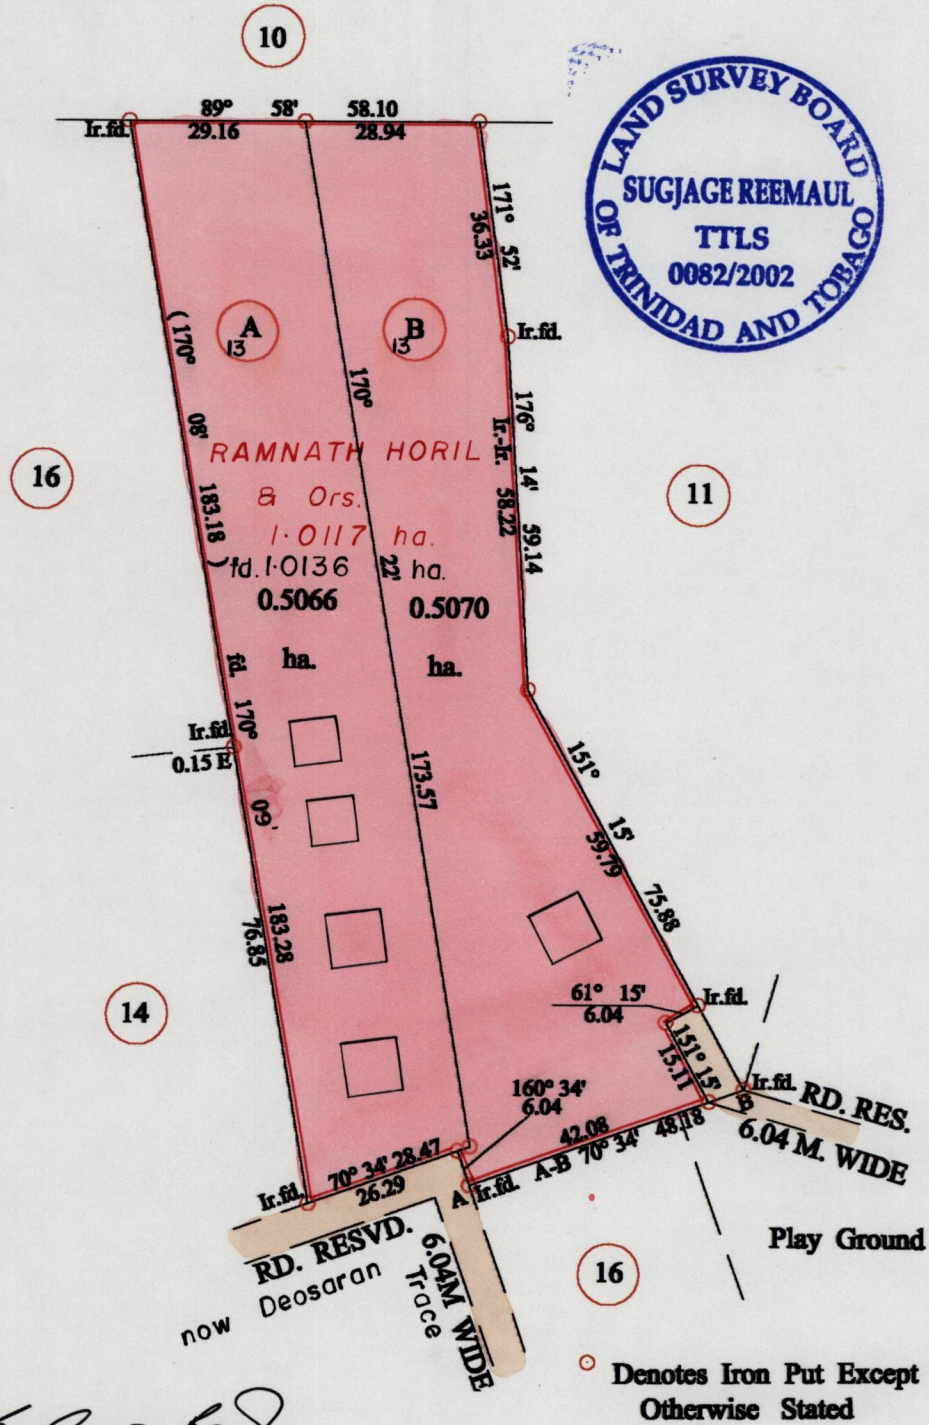 10
89° 58' 58.10
29.16 28.94
Ir.fd.
LAND SURVEY BOARD
OF TRINIDAD AND TOBAGO
SUGJAGE REEMAUL
TTLS
0082/2002
171° 52'
36.33
Ir.fd.
A
13
B
13
(170° 08' 183.18)
fd.
170°
22'
173.57
176° 14' 59.14
Ir.-Ir. 58.22
16
11
RAMNATH HORIL
& Ors.
1.0117 ha.
fd. 1.0136 ha.
0.5066
ha.
0.5070
ha.
Ir.fd.
0.15 E
170° 09' 183.28
76.85
151° 15' 75.88
59.79
14
61° 15'
6.04
Ir.fd.
151° 15'
15.11
Ir.fd.
B
RD. RES.
6.04 M. WIDE
160° 34'
6.04
42.08
A-B 70° 34' 48.18
70° 34' 28.47
26.29
Ir.fd.
A Ir.fd.
RD. RESVD.
6.04M WIDE
now Deosaran
Trace
16
Play Ground
Denotes Iron Put Except
Otherwise Stated